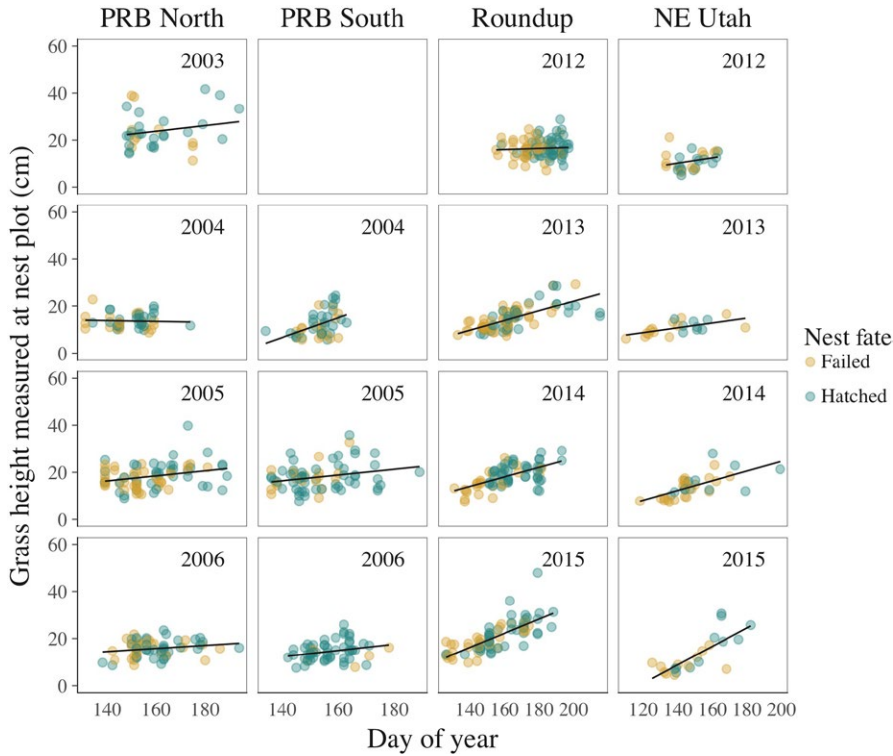 PRB North PRB South Roundup NE Utah
Grass height measured at nest plot (cm)
60 2003 2012 2012
40
20
0
60 2004 2004 2013 2013
40
20
0
60 2005 2005 2014 2014
40
20
0
60 2006 2006 2015 2015
40
20
0
140 160 180 140 160 180 140 160 180 200 120 140 160 180 200
Day of year
Nest fate
Failed
Hatched